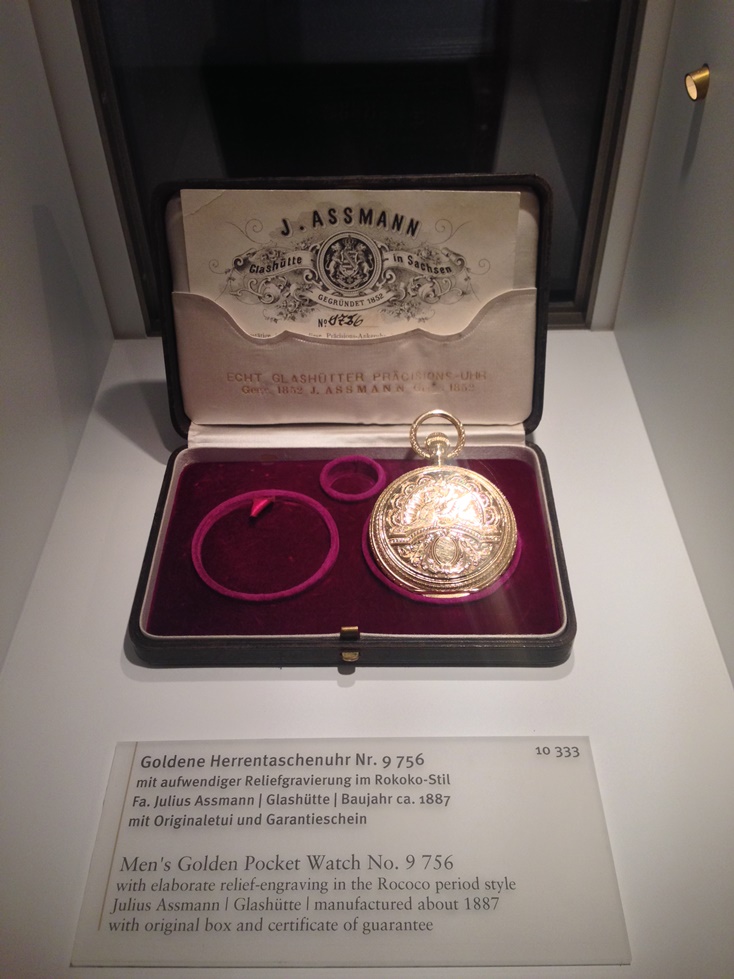 J. ASSMANN
Glashütte in Sachsen
GEGRÜNDET 1852
No 9756
ECHT GLASHÜTTER PRÄCISIONS-UHR
J. ASSMANN 1852
Goldene Herrentaschenuhr Nr. 9 756
10 333
mit aufwendiger Reliefgravierung im Rokoko-Stil
Fa. Julius Assmann | Glashütte | Baujahr ca. 1887
mit Originaletui und Garantieschein
Men's Golden Pocket Watch No. 9 756
with elaborate relief-engraving in the Rococo period style
Julius Assmann | Glashütte | manufactured about 1887
with original box and certificate of guarantee